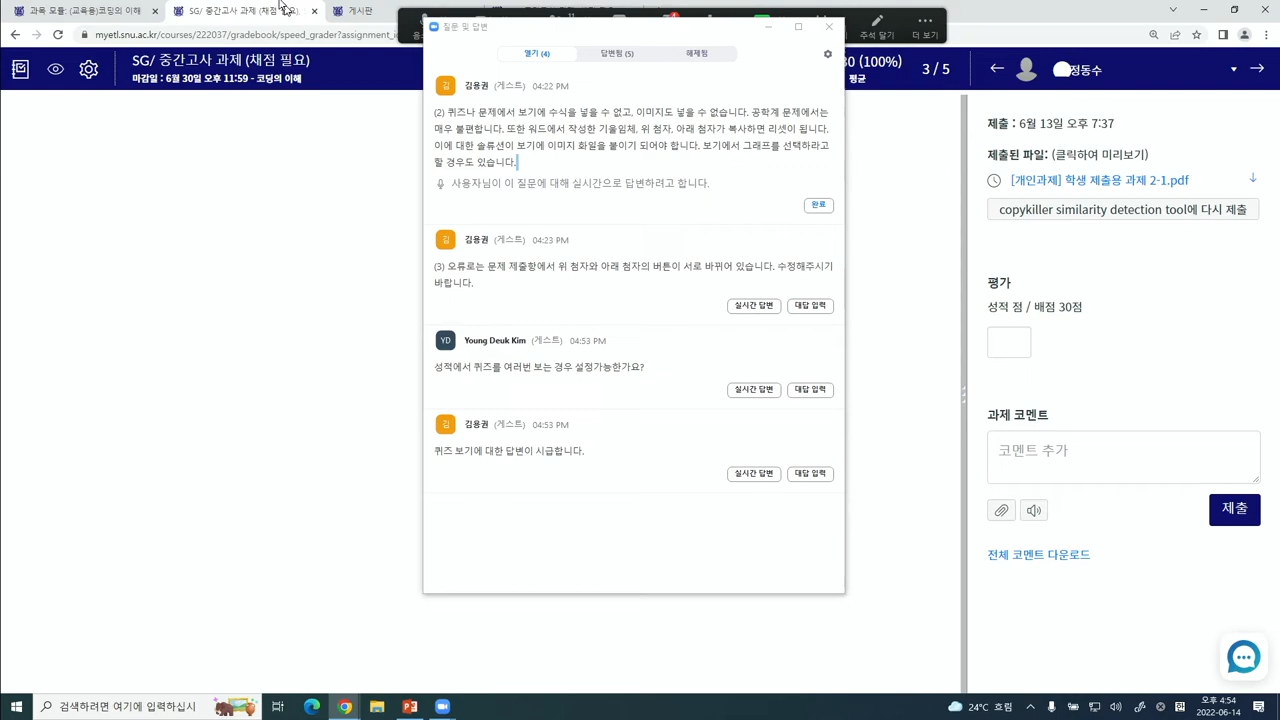 교육 모음_교육학습
SG/ 중간고사 과제(채점 필요).
게시판
질문 및 답변
주석 달기
더 보기
열기 (4)
답변됨 (5)
해제됨
중간고사 과제(채점 필요)
마감: 6월 30일 오후 11:59 - 코딩의 이해
30 (100%)
평균
3 / 5
정동수
김
김용권 (게스트) 04:22 PM
(2) 퀴즈나 문제에서 보기에 수식을 넣을 수 없고, 이미지도 넣을 수 없습니다. 공학계 문제에서는
매우 불편합니다. 또한 워드에서 작성한 기울임체, 위 첨자, 아래 첨자가 복사하면 리셋이 됩니다.
이에 대한 솔류션이 보기에 이미지 화일을 붙이기 되어야 합니다. 보기에서 그래프를 선택하라고
할 경우도 있습니다.
사용자님이 이 질문에 대해 실시간으로 답변하려고 합니다.
완료
김
김용권 (게스트) 04:23 PM
(3) 오류로는 문제 제출항에서 위 첨자와 아래 첨자의 버튼이 서로 바뀌어 있습니다. 수정해주시기
바랍니다.
실시간 답변
대답 입력
YD
Young Deuk Kim (게스트) 04:53 PM
성적에서 퀴즈를 여러번 보는 경우 설정가능한가요?
실시간 답변
대답 입력
김
김용권 (게스트) 04:53 PM
퀴즈 보기에 대한 답변이 시급합니다.
실시간 답변
대답 입력
제출 : 6월 13일 오후 7:37
제출된 파일: (클릭하여 미리보기)
[개인과제] 학생 제출용 과제 2-1.pdf
copykiller similarity detection tool에 다시 제출
평가
성적 점 / 배점 30점
과제 코멘트
코멘트 추가
제출
전체 코멘트 다운로드
검색하려면 여기에 입력하십시
24°C 흐림
오후 4:54
2022-06-14